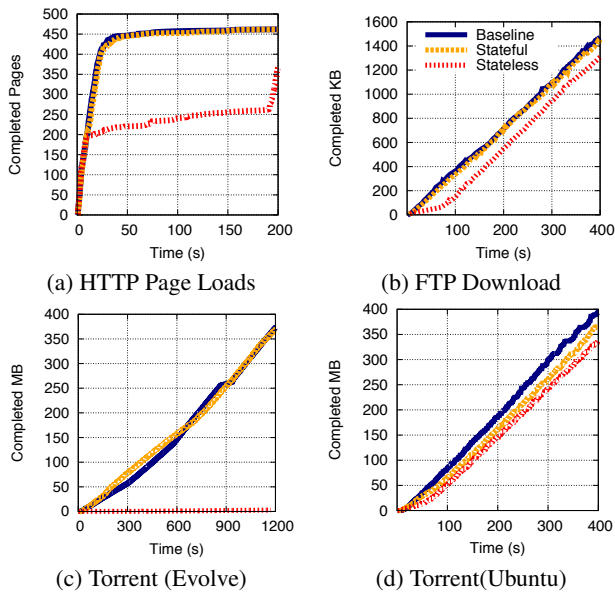 500
450
400
350
300
250
200
150
100
50
0
Completed Pages
0 50 100 150 200
Time (s)
(a) HTTP Page Loads
1600
1400
1200
1000
800
600
400
200
0
Completed KB
Baseline
Stateful
Stateless
100 200 300 400
Time (s)
(b) FTP Download
400
350
300
250
200
150
100
50
0
Completed MB
0 300 600 900 1200
Time (s)
(c) Torrent (Evolve)
400
350
300
250
200
150
100
50
0
Completed MB
100 200 300 400
Time (s)
(d) Torrent(Ubuntu)